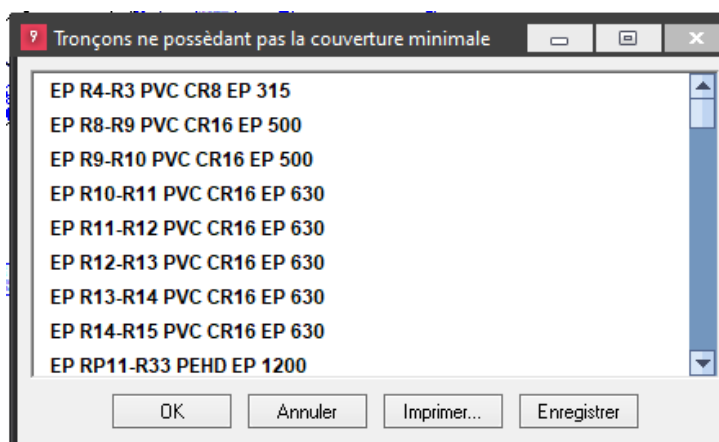 Tronçons ne possèdant pas la couverture minimale
EP R4-R3 PVC CR8 EP 315
EP R8-R9 PVC CR16 EP 500
EP R9-R10 PVC CR16 EP 500
EP R10-R11 PVC CR16 EP 630
EP R11-R12 PVC CR16 EP 630
EP R12-R13 PVC CR16 EP 630
EP R13-R14 PVC CR16 EP 630
EP R14-R15 PVC CR16 EP 630
EP RP11-R33 PEHD EP 1200
OK Annuler Imprimer... Enregistrer